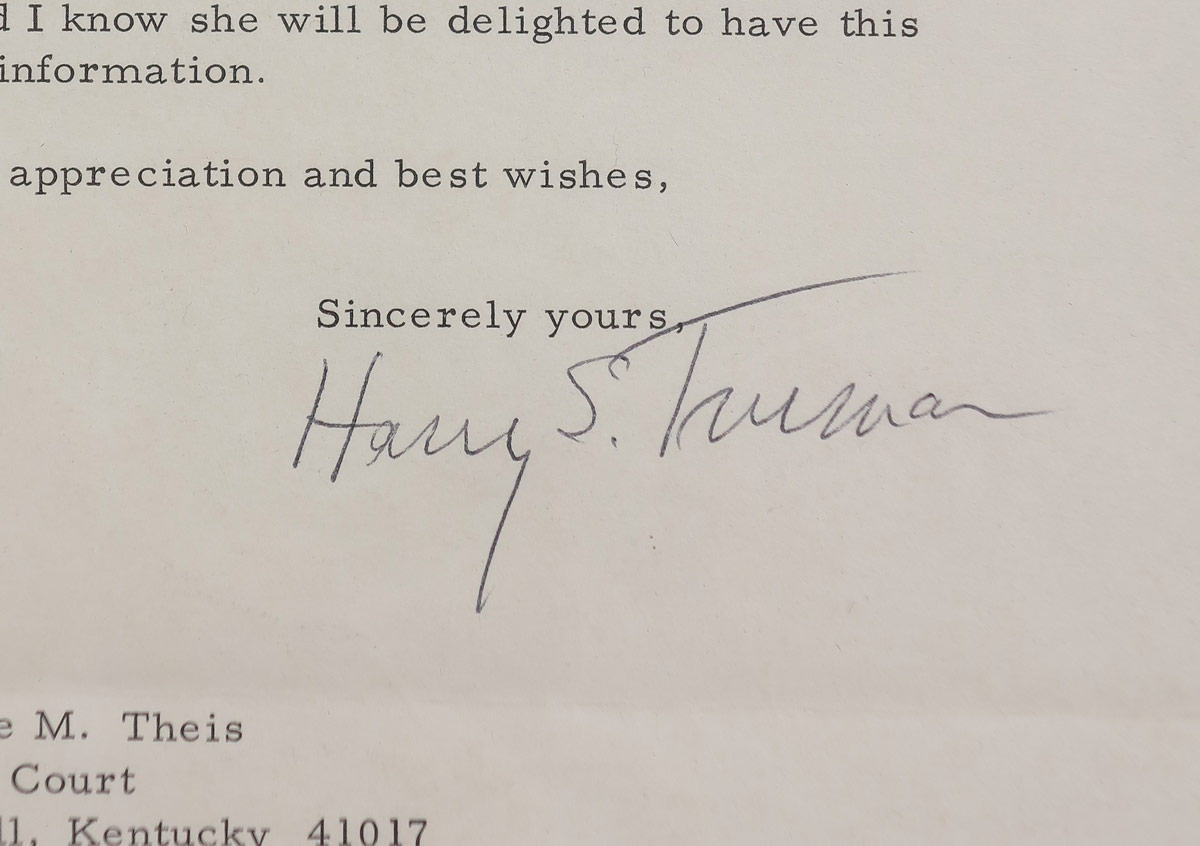 I know she will be delighted to have this
information.
appreciation and best wishes,
Sincerely yours,
Harry S. Truman
M. Theis
Court
Kentucky 41017